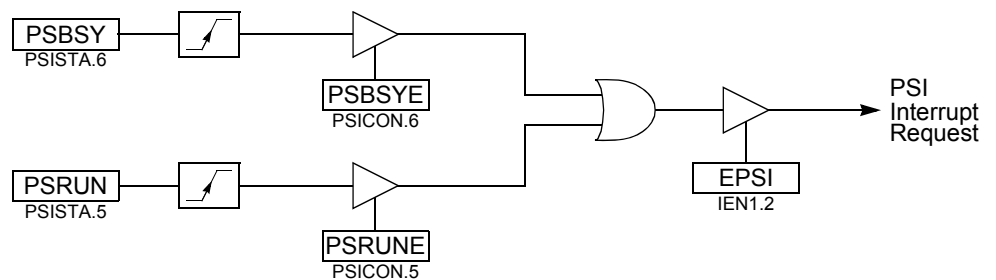 PSBSY
PSISTA.6
PSBSYE
PSICON.6
PSI
Interrupt
Request
PSRUN
PSISTA.5
EPSI
IEN1.2
PSRUNE
PSICON.5